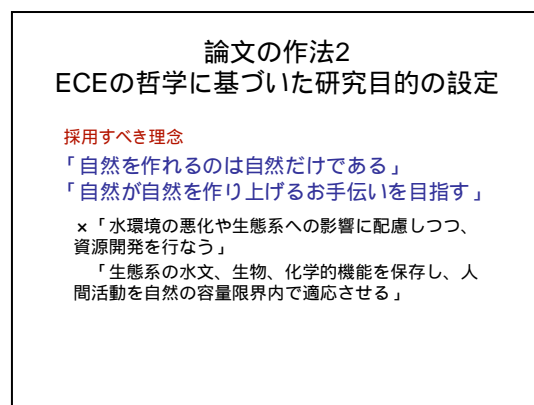 論文の作法2
ECEの哲学に基づいた研究目的の設定
採用すべき理念
「自然を作れるのは自然だけである」
「自然が自然を作り上げるお手伝いを目指す」
×「水環境の悪化や生態系への影響に配慮しつつ、
資源開発を行なう」
「生態系の水文、生物、化学的機能を保存し、人
間活動を自然の容量限界内で適応させる」